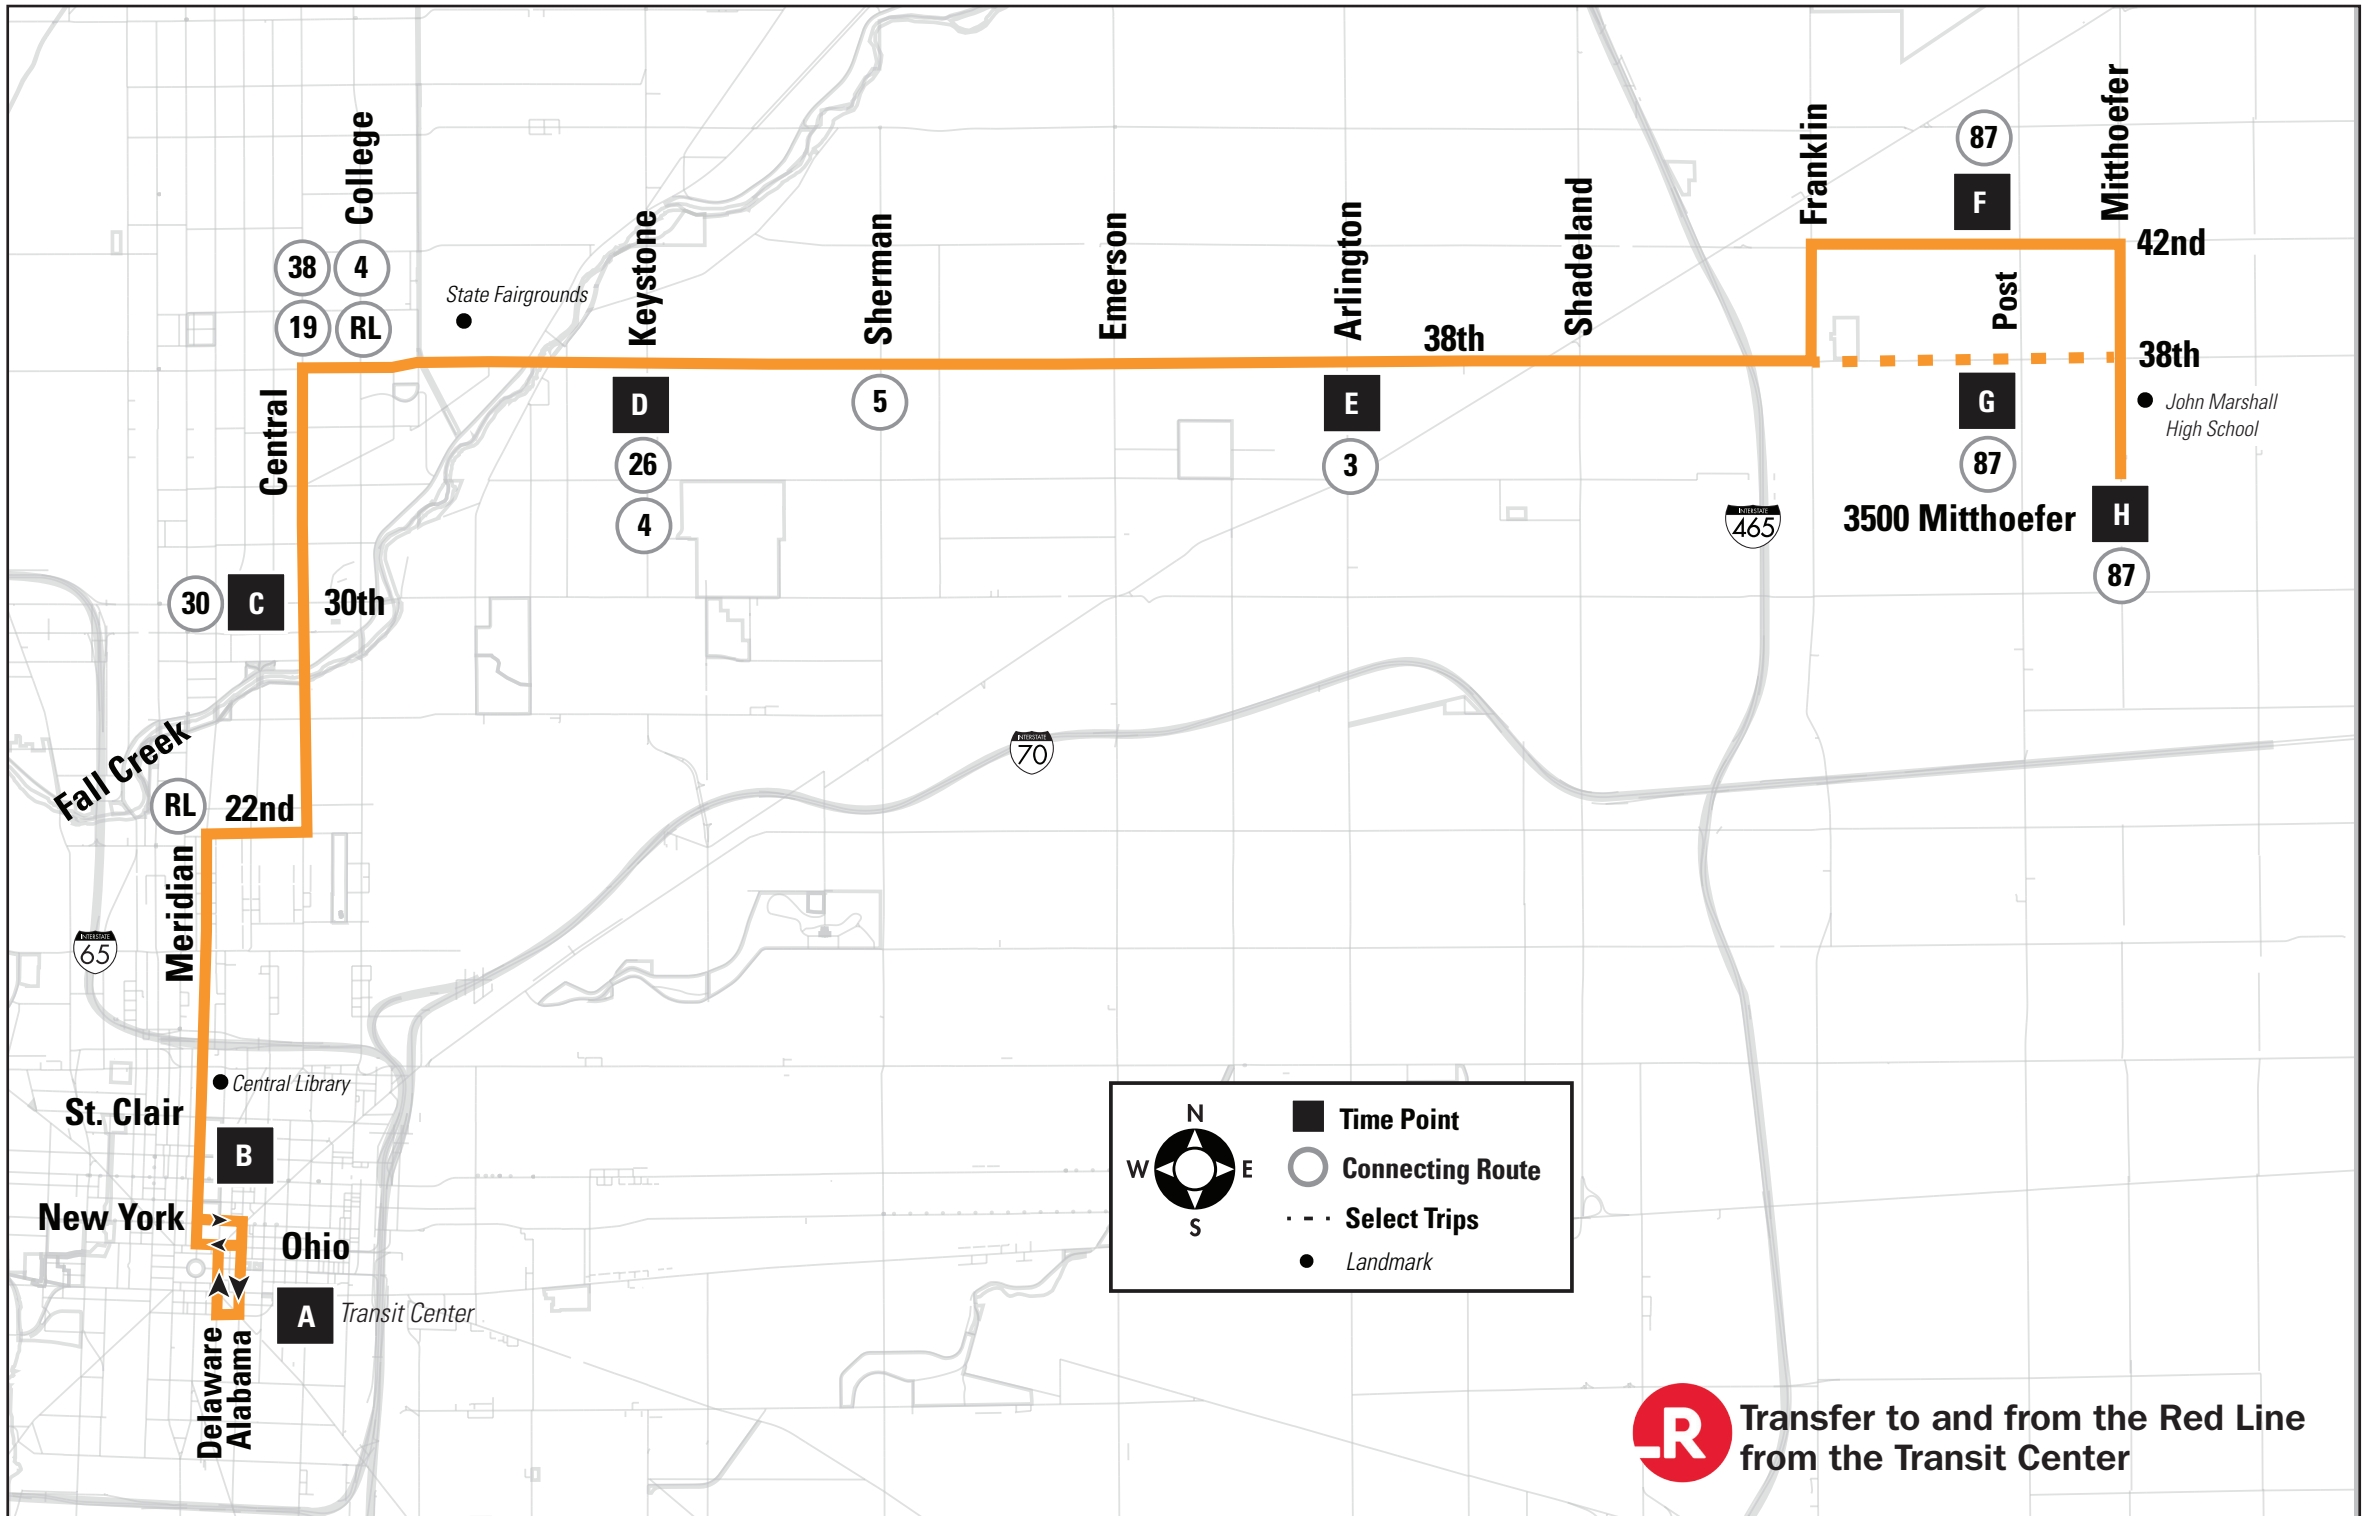 College
Franklin
Mitthoefer
87
F
Keystone
Sherman
Emerson
Arlington
Shadeland
42nd
38
4
19
RL
State Fairgrounds
Post
38th
38th
Central
D
5
E
G
John Marshall
High School
26
3
87
4
INTERSTATE
465
3500 Mitthoefer
H
87
30
C
30th
Fall Creek
RL
22nd
INTERSTATE
70
Meridian
INTERSTATE
65
Central Library
St. Clair
B
New York
Ohio
A
Transit Center
Delaware
Alabama
N
W
E
S
Time Point
Connecting Route
Select Trips
Landmark
R
Transfer to and from the Red Line
from the Transit Center